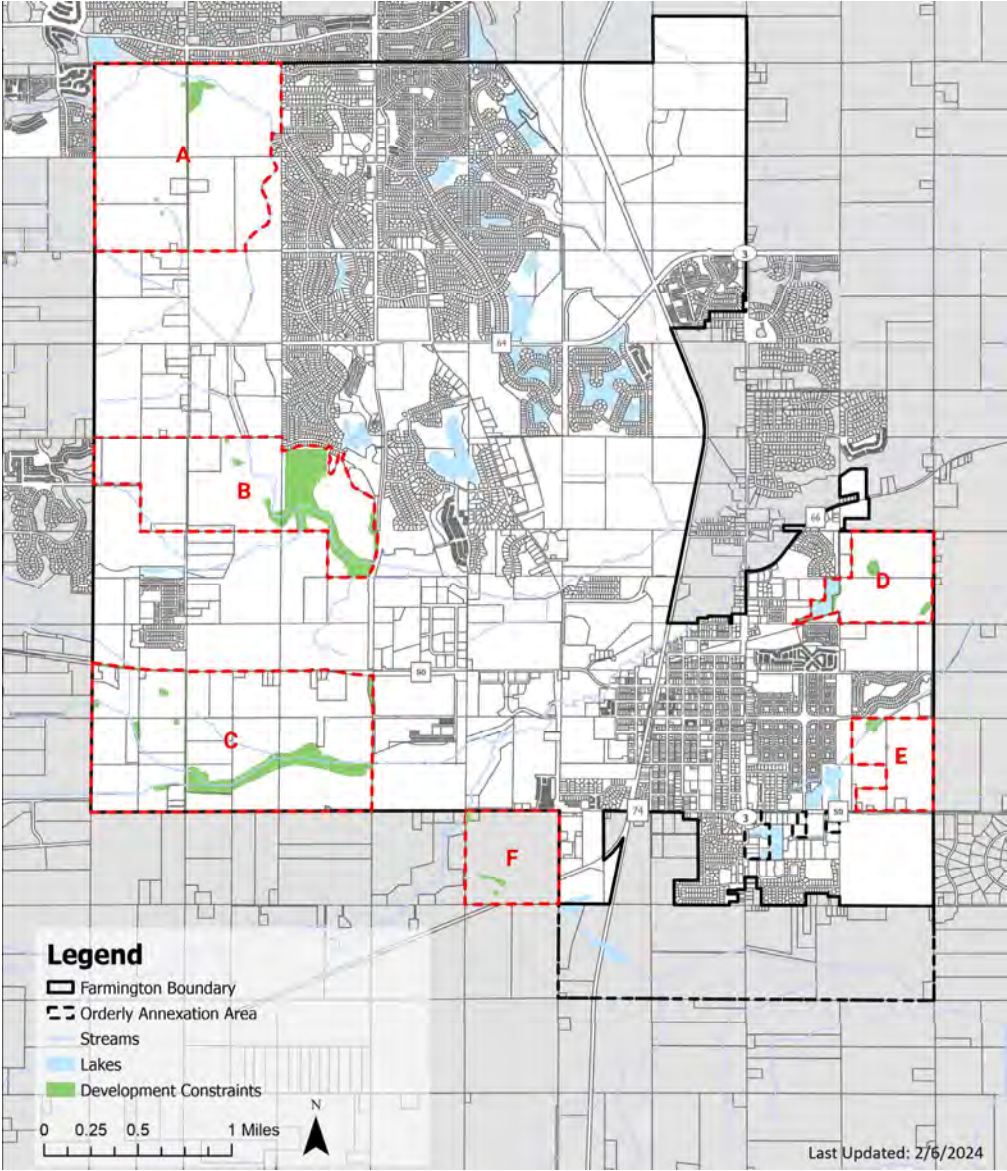 A
3
64
B
66
D
50
C
E
74
3
50
F
Legend
Farmington Boundary
Orderly Annexation Area
Streams
Lakes
Development Constraints
N
0 0.25 0.5 1 Miles
Last Updated: 2/6/2024